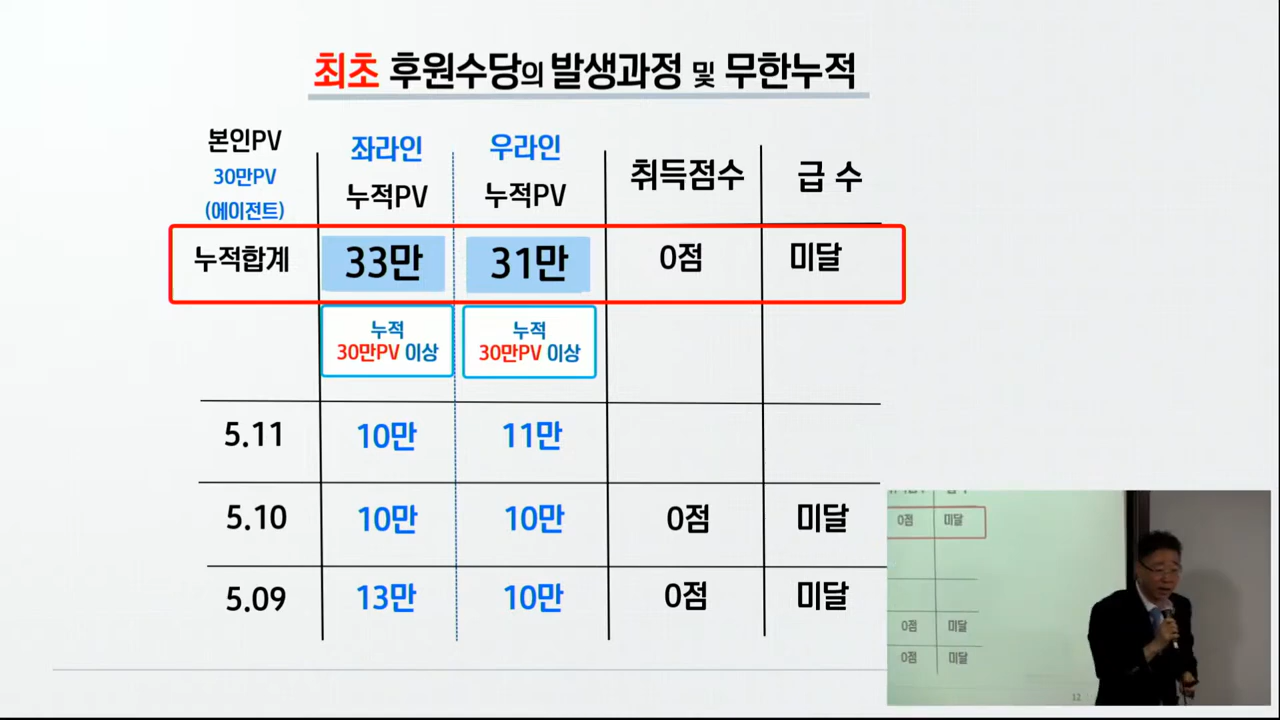 최초 후원수당의 발생과정 및 무한누적
본인PV
30만PV
(에이전트)
좌라인
누적PV
우라인
누적PV
취득점수
급 수
누적합계 33만 31만 0점 미달
누적
30만PV 이상
누적
30만PV 이상
5.11 10만 11만
5.10 10만 10만 0점 미달
5.09 13만 10만 0점 미달
0점 미달
0점 미달
0점 미달
12